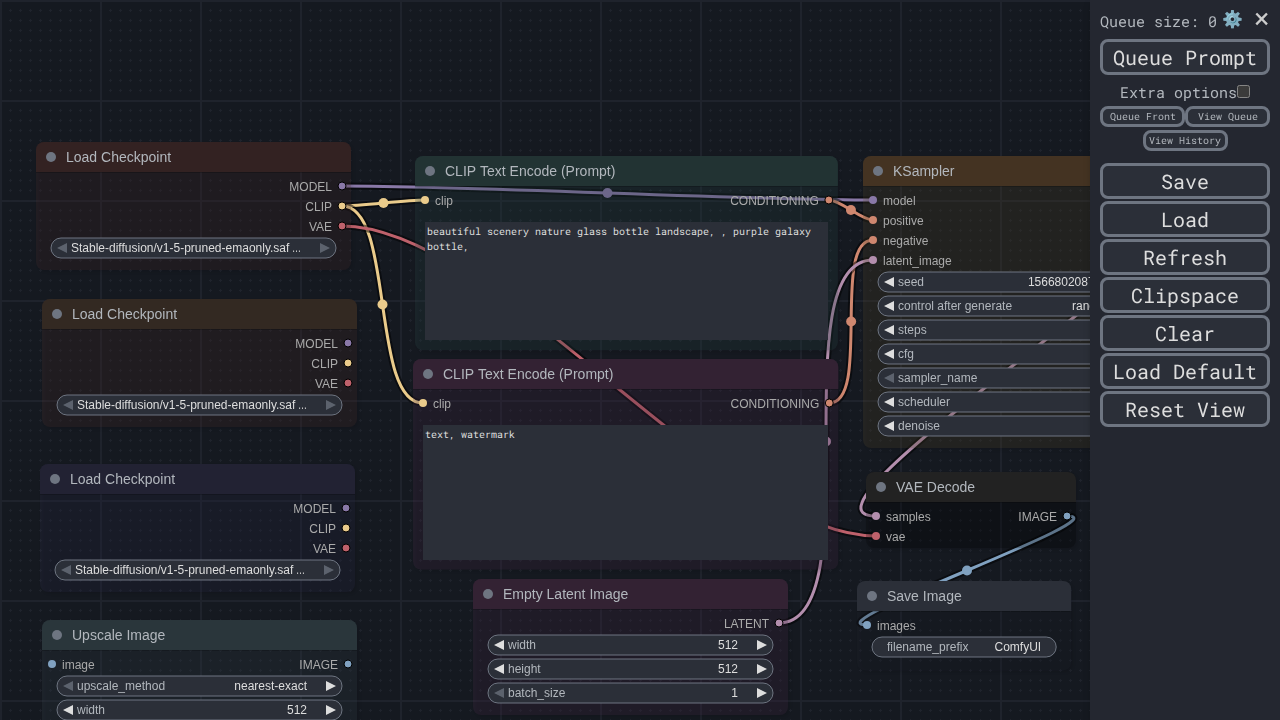 Queue size: 0
Queue Prompt
Extra options
Queue Front
View Queue
View History
Save
Load
Refresh
Clipspace
Clear
Load Default
Reset View
Load Checkpoint
MODEL
CLIP
VAE
Stable-diffusion/v1-5-pruned-emaonly.saf ...
Load Checkpoint
MODEL
CLIP
VAE
Stable-diffusion/v1-5-pruned-emaonly.saf ...
Load Checkpoint
MODEL
CLIP
VAE
Stable-diffusion/v1-5-pruned-emaonly.saf ...
Upscale Image
image IMAGE
upscale_method nearest-exact
width 512
CLIP Text Encode (Prompt)
clip CONDITIONING
beautiful scenery nature glass bottle landscape, , purple galaxy
bottle,
CLIP Text Encode (Prompt)
clip CONDITIONING
text, watermark
Empty Latent Image
LATENT
width 512
height 512
batch_size 1
KSampler
model
positive
negative
latent_image
seed 156680208
control after generate ran
steps
cfg
sampler_name
scheduler
denoise
VAE Decode
samples IMAGE
vae
Save Image
images
filename_prefix ComfyUI